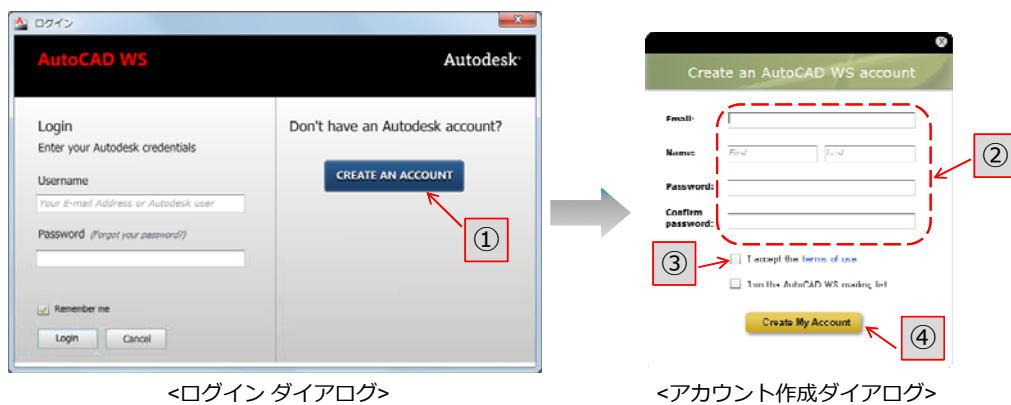 ログイン
AutoCAD WS
Autodesk
Login
Enter your Autodesk credentials
Username
Your E-mail Address or Autodesk user
Password (Forgot your password?)
Remember me
Login
Cancel
Don't have an Autodesk account?
CREATE AN ACCOUNT
①
<ログイン ダイアログ>
Create an AutoCAD WS account
Email:
Name:
First
Last
Password:
Confirm
password:
②
③
I accept the terms of use
Join the AutoCAD WS mailing list
Create My Account
④
<アカウント作成ダイアログ>